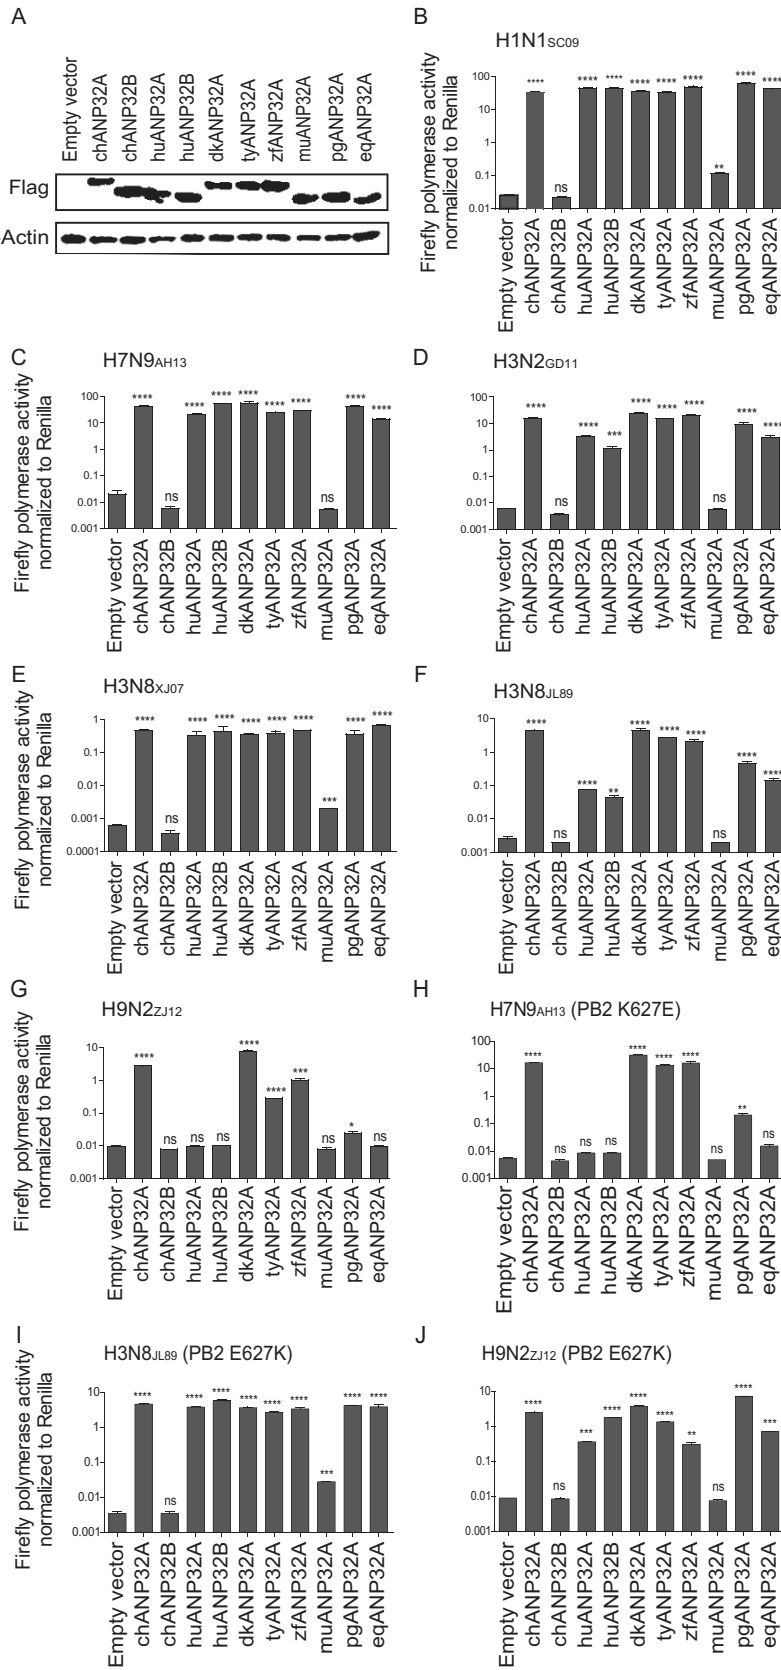 A
Empty vector
chANP32A
chANP32B
huANP32A
huANP32B
dkANP32A
tyANP32A
zfANP32A
muANP32A
pgANP32A
eqANP32A
Flag
-Actin
B
H1N1SC09
Firefly polymerase activity
normalized to Renilla
100
10
1
0.1
0.01
**** ns **** **** **** **** **** ** **** ****
Empty vector
chANP32A
chANP32B
huANP32A
huANP32B
dkANP32A
tyANP32A
zfANP32A
muANP32A
pgANP32A
eqANP32A
C
H7N9AH13
Firefly polymerase activity
normalized to Renilla
100
10
1
0.1
0.01
0.001
**** ns **** **** **** **** **** ns **** ****
Empty vector
chANP32A
chANP32B
huANP32A
huANP32B
dkANP32A
tyANP32A
zfANP32A
muANP32A
pgANP32A
eqANP32A
D
H3N2GD11
100
10
1
0.1
0.01
0.001
**** ns **** *** **** **** **** ns **** ****
Empty vector
chANP32A
chANP32B
huANP32A
huANP32B
dkANP32A
tyANP32A
zfANP32A
muANP32A
pgANP32A
eqANP32A
E
H3N8XJ07
Firefly polymerase activity
normalized to Renilla
1
0.1
0.01
0.001
0.0001
**** ns **** **** **** **** **** *** **** ****
Empty vector
chANP32A
chANP32B
huANP32A
huANP32B
dkANP32A
tyANP32A
zfANP32A
muANP32A
pgANP32A
eqANP32A
F
H3N8JL89
10
1
0.1
0.01
0.001
**** ns **** ** **** **** **** ns **** ****
Empty vector
chANP32A
chANP32B
huANP32A
huANP32B
dkANP32A
tyANP32A
zfANP32A
muANP32A
pgANP32A
eqANP32A
G
H9N2ZJ12
Firefly polymerase activity
normalized to Renilla
10
1
0.1
0.01
0.001
**** ns ns ns **** **** *** ns * ns
Empty vector
chANP32A
chANP32B
huANP32A
huANP32B
dkANP32A
tyANP32A
zfANP32A
muANP32A
pgANP32A
eqANP32A
H
H7N9AH13 (PB2 K627E)
100
10
1
0.1
0.01
0.001
**** ns ns ns **** **** **** ns ** ns
Empty vector
chANP32A
chANP32B
huANP32A
huANP32B
dkANP32A
tyANP32A
zfANP32A
muANP32A
pgANP32A
eqANP32A
I
H3N8JL89 (PB2 E627K)
Firefly polymerase activity
normalized to Renilla
10
1
0.1
0.01
0.001
**** ns **** **** **** **** **** *** **** ****
Empty vector
chANP32A
chANP32B
huANP32A
huANP32B
dkANP32A
tyANP32A
zfANP32A
muANP32A
pgANP32A
eqANP32A
J
H9N2ZJ12 (PB2 E627K)
10
1
0.1
0.01
0.001
**** ns *** **** **** **** ** ns **** ***
Empty vector
chANP32A
chANP32B
huANP32A
huANP32B
dkANP32A
tyANP32A
zfANP32A
muANP32A
pgANP32A
eqANP32A